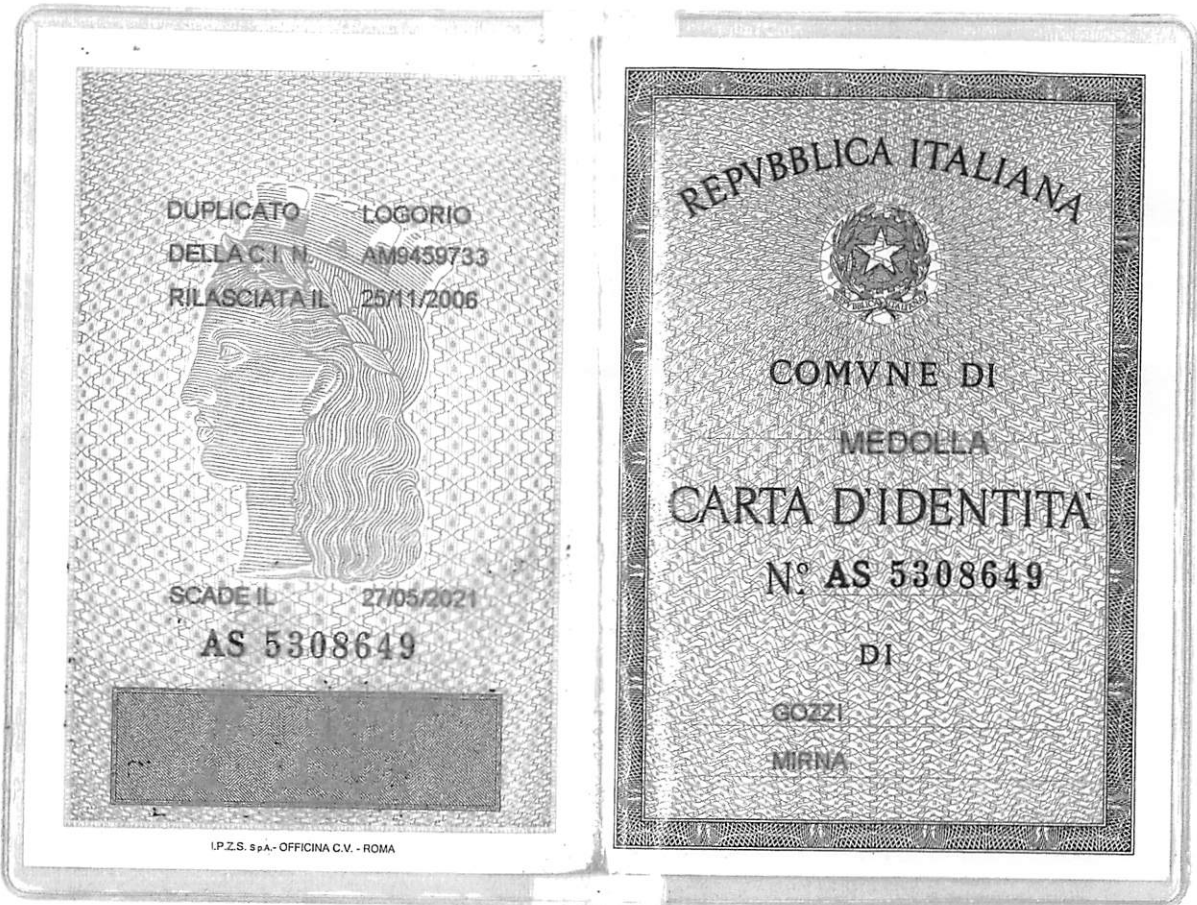 DUPLICATO LOGORIO
DELLA C.I. N. AM9459733
RILASCIATA IL 25/11/2006
SCADE IL 27/05/2021
AS 5308649
I.P.Z.S. S.p.A.- OFFICINA C.V. - ROMA
REPVBBLICA ITALIANA
COMVNE DI
MEDOLLA
CARTA D'IDENTITA'
Nº AS 5308649
DI
GOZZI
MIRNA